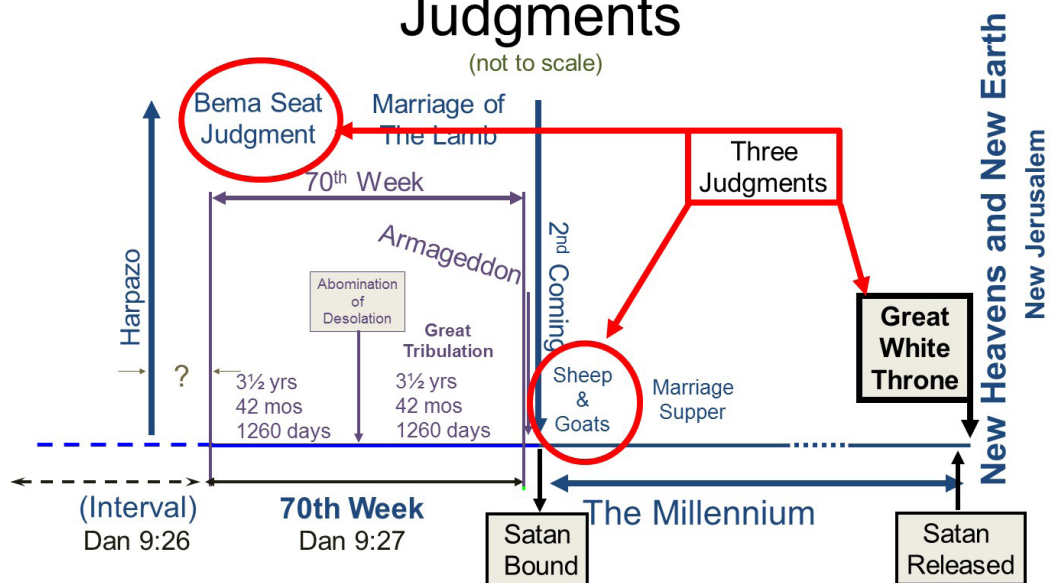 Judgments
(not to scale)
Bema Seat
Judgment
Marriage of
The Lamb
Three
Judgments
70th Week
Armageddon
2nd Coming
Harpazo
Abomination
of
Desolation
Great
Tribulation
?
3½ yrs
42 mos
1260 days
3½ yrs
42 mos
1260 days
Sheep
&
Goats
Marriage
Supper
Great
White
Throne
New Heavens and New Earth
New Jerusalem
(Interval)
Dan 9:26
70th Week
Dan 9:27
The Millennium
Satan
Bound
Satan
Released